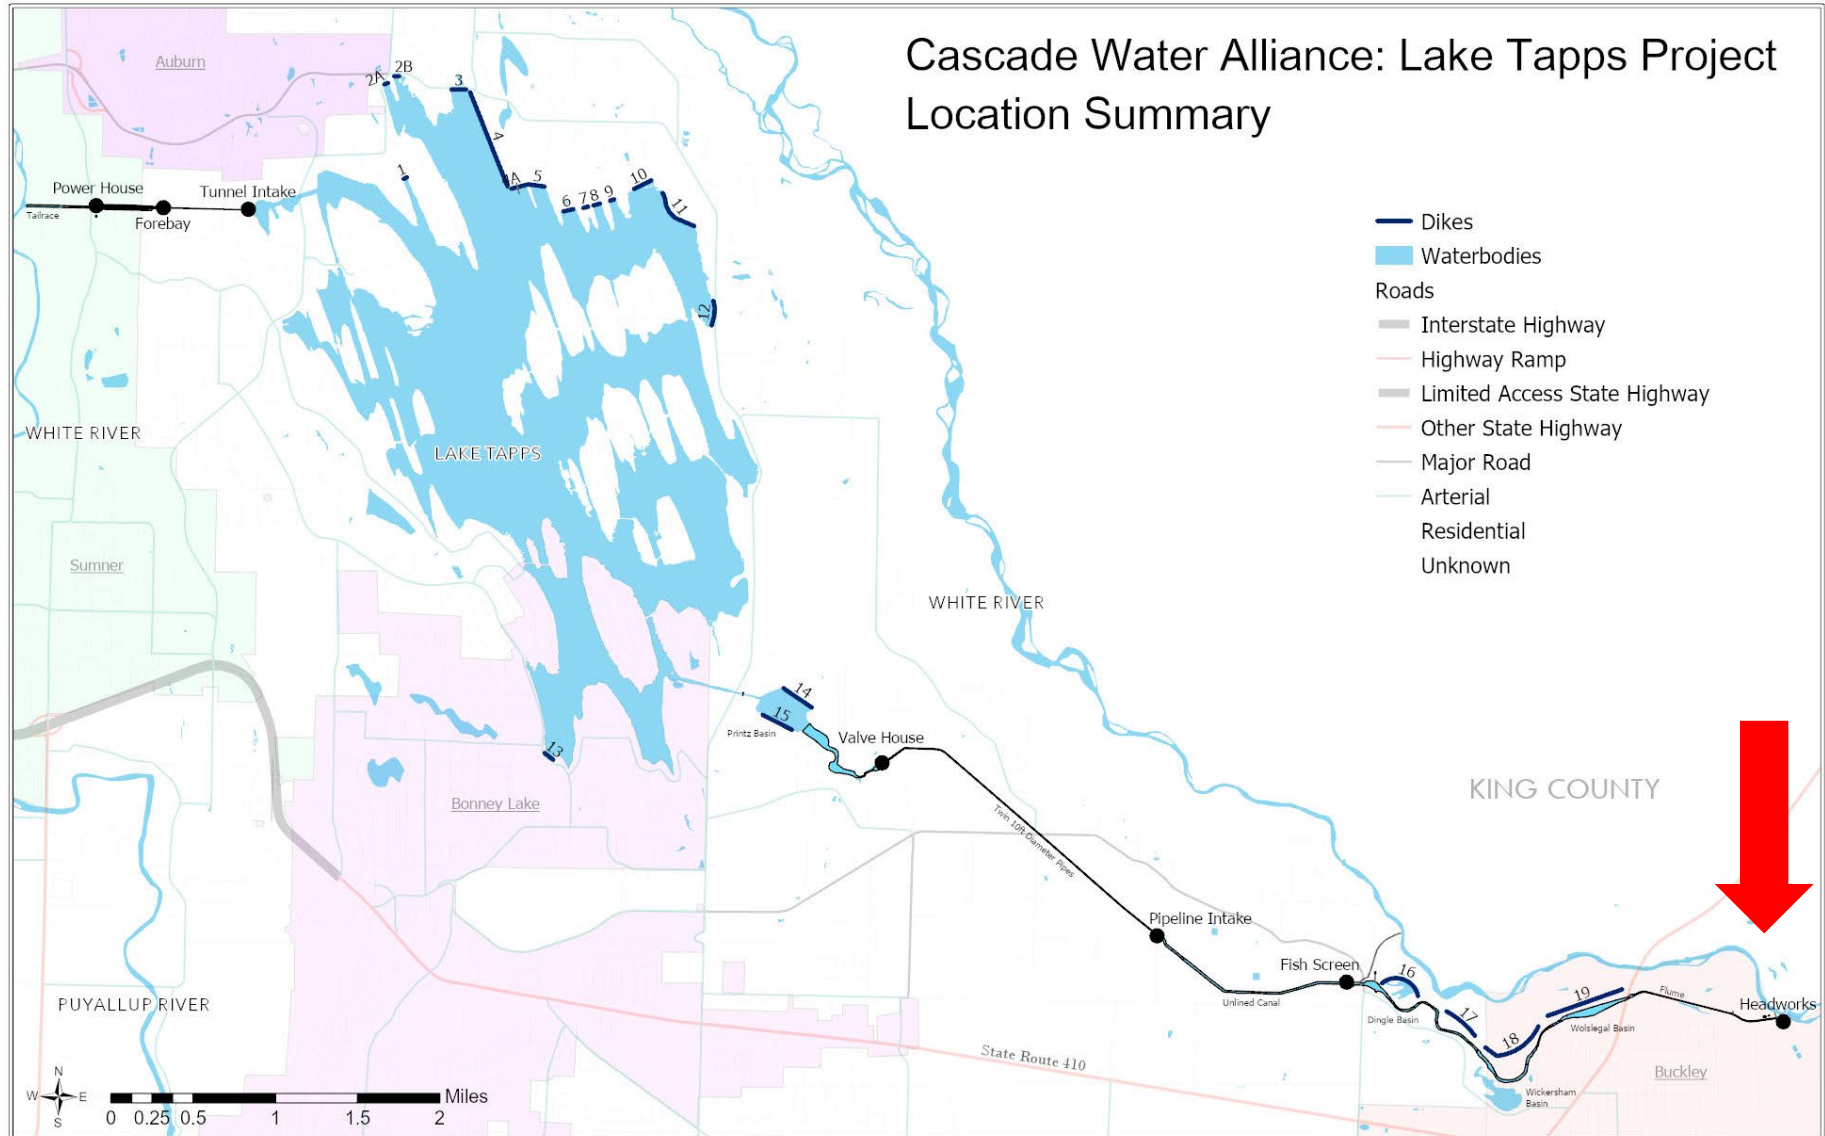 Cascade Water Alliance: Lake Tapps Project
Location Summary
Auburn
2A
2B
3
4
1
4A
5
6
7
8
9
10
11
12
Power House
Tunnel Intake
Tailrace
Forebay
Dikes
Waterbodies
Roads
Interstate Highway
Highway Ramp
Limited Access State Highway
Other State Highway
Major Road
Arterial
Residential
Unknown
WHITE RIVER
LAKE TAPPS
Sumner
WHITE RIVER
14
15
Printz Basin
Valve House
13
Bonney Lake
KING COUNTY
Twin 10ft Diameter Pipes
Pipeline Intake
Fish Screen
16
Unlined Canal
Dingle Basin
17
18
19
Wolslegal Basin
Flume
Headworks
PUYALLUP RIVER
State Route 410
Buckley
Wickersham
Basin
N
W
E
S
0 0.25 0.5 1 1.5 2
Miles